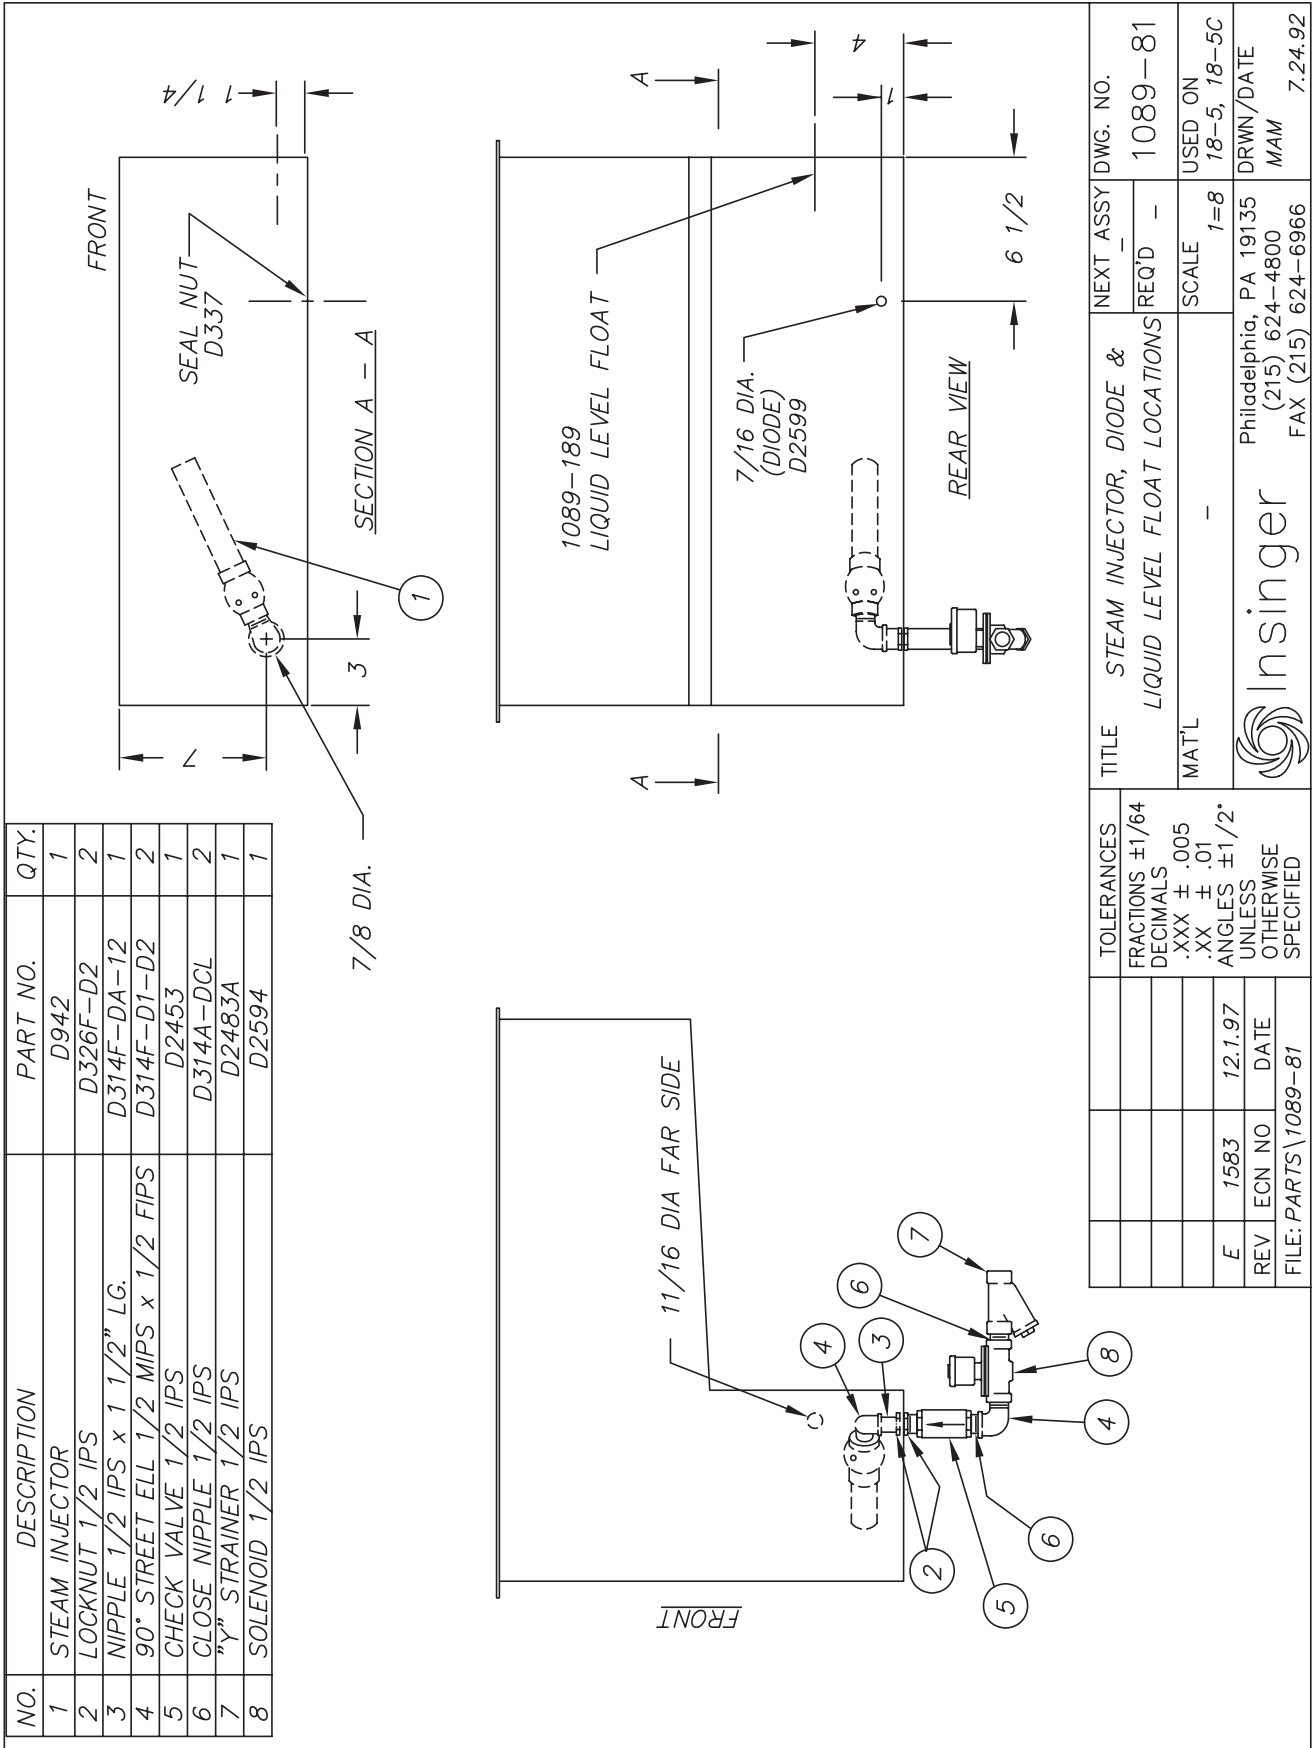 NO. DESCRIPTION PART NO. QTY.
1 STEAM INJECTOR D942 1
2 LOCKNUT 1/2 IPS D326F-D2 2
3 NIPPLE 1/2 IPS x 1 1/2" LG. D314F-DA-12 1
4 90° STREET ELL 1/2 MIPS x 1/2 FIPS D314F-D1-D2 2
5 CHECK VALVE 1/2 IPS D2453 1
6 CLOSE NIPPLE 1/2 IPS D314A-DCL 2
7 "Y" STRAINER 1/2 IPS D2483A 1
8 SOLENOID 1/2 IPS D2594 1
FRONT
1 1/4
SEAL NUT
D337
7
7/8 DIA.
3
1
SECTION A - A
A
A
1089-189
LIQUID LEVEL FLOAT
7/16 DIA.
(DIODE)
D2599
4
1
6 1/2
REAR VIEW
FRONT
11/16 DIA FAR SIDE
4
3
6
7
2
5
6
4
8
REV ECN NO DATE
E 1583 12.1.97
FILE: PARTS\1089-81
TOLERANCES
FRACTIONS ±1/64
DECIMALS
.XXX ± .005
.XX ± .01
ANGLES ±1/2°
UNLESS
OTHERWISE
SPECIFIED
TITLE
STEAM INJECTOR, DIODE &
LIQUID LEVEL FLOAT LOCATIONS
MAT'L
-
NEXT ASSY
-
REQ'D -
SCALE
1=8
DWG. NO.
1089-81
USED ON
18-5, 18-5C
Insinger
Philadelphia, PA 19135
(215) 624-4800
FAX (215) 624-6966
DRWN/DATE
MAM 7.24.92